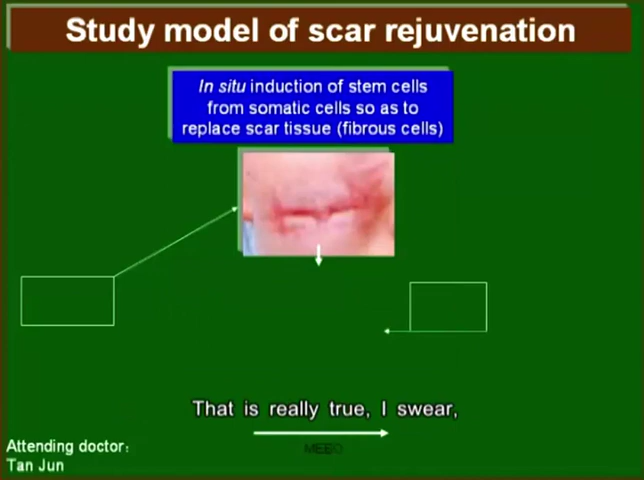 Study model of scar rejuvenation
In situ induction of stem cells
from somatic cells so as to
replace scar tissue (fibrous cells)
That is really true, I swear,
MEBO
Attending doctor:
Tan Jun